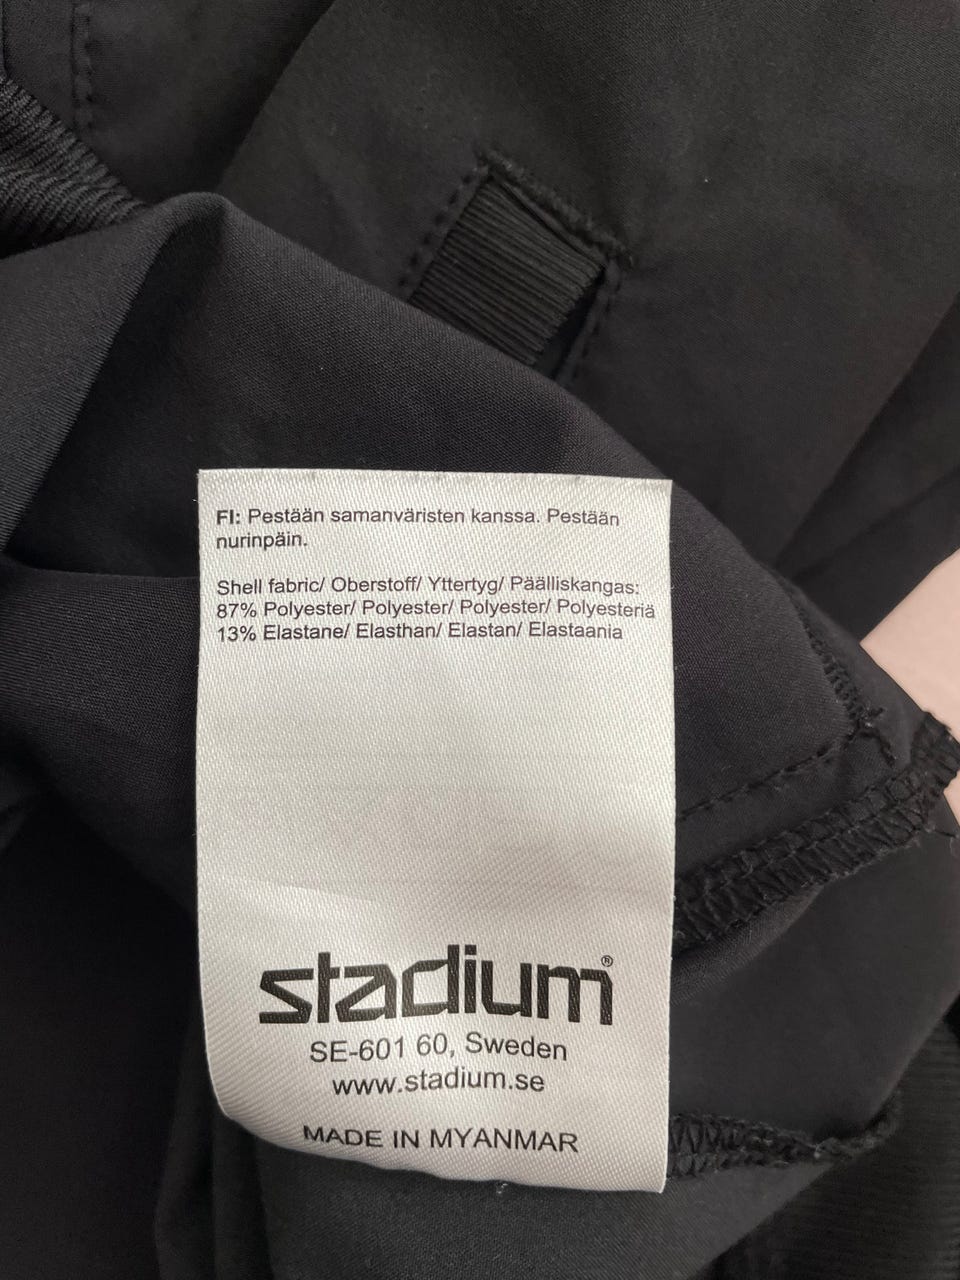 FI: Pestään samanväristen kanssa. Pestään
nurinpäin.
Shell fabric/ Oberstoff/ Yttertyg/ Päälliskangas:
87% Polyester/ Polyester/ Polyester/ Polyesteriä
13% Elastane/ Elasthan/ Elastan/ Elastaania
stadium®
SE-601 60, Sweden
www.stadium.se
MADE IN MYANMAR